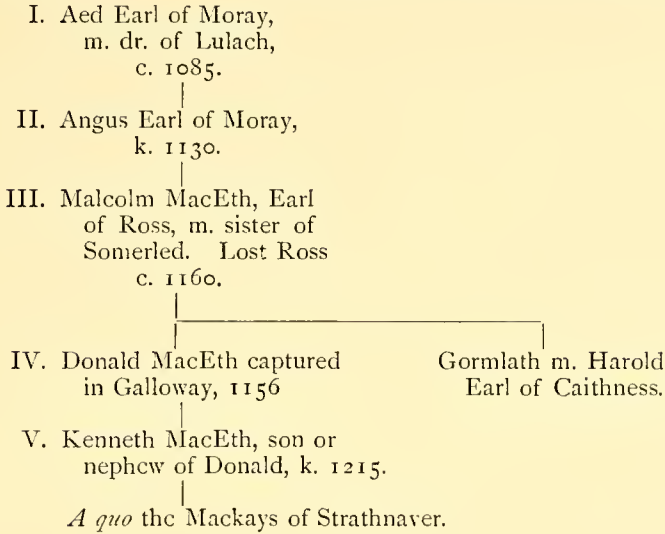 I. Aed Earl of Moray,
m. dr. of Lulach,
c. 1085.
II. Angus Earl of Moray,
k. 1130.
III. Malcolm MacEth, Earl
of Ross, m. sister of
Somerled. Lost Ross
c. 1160.
IV. Donald MacEth captured
in Galloway, 1156
Gormlath m. Harold
Earl of Caithness.
V. Kenneth MacEth, son or
nephew of Donald, k. 1215.
A quo the Mackays of Strathnaver.